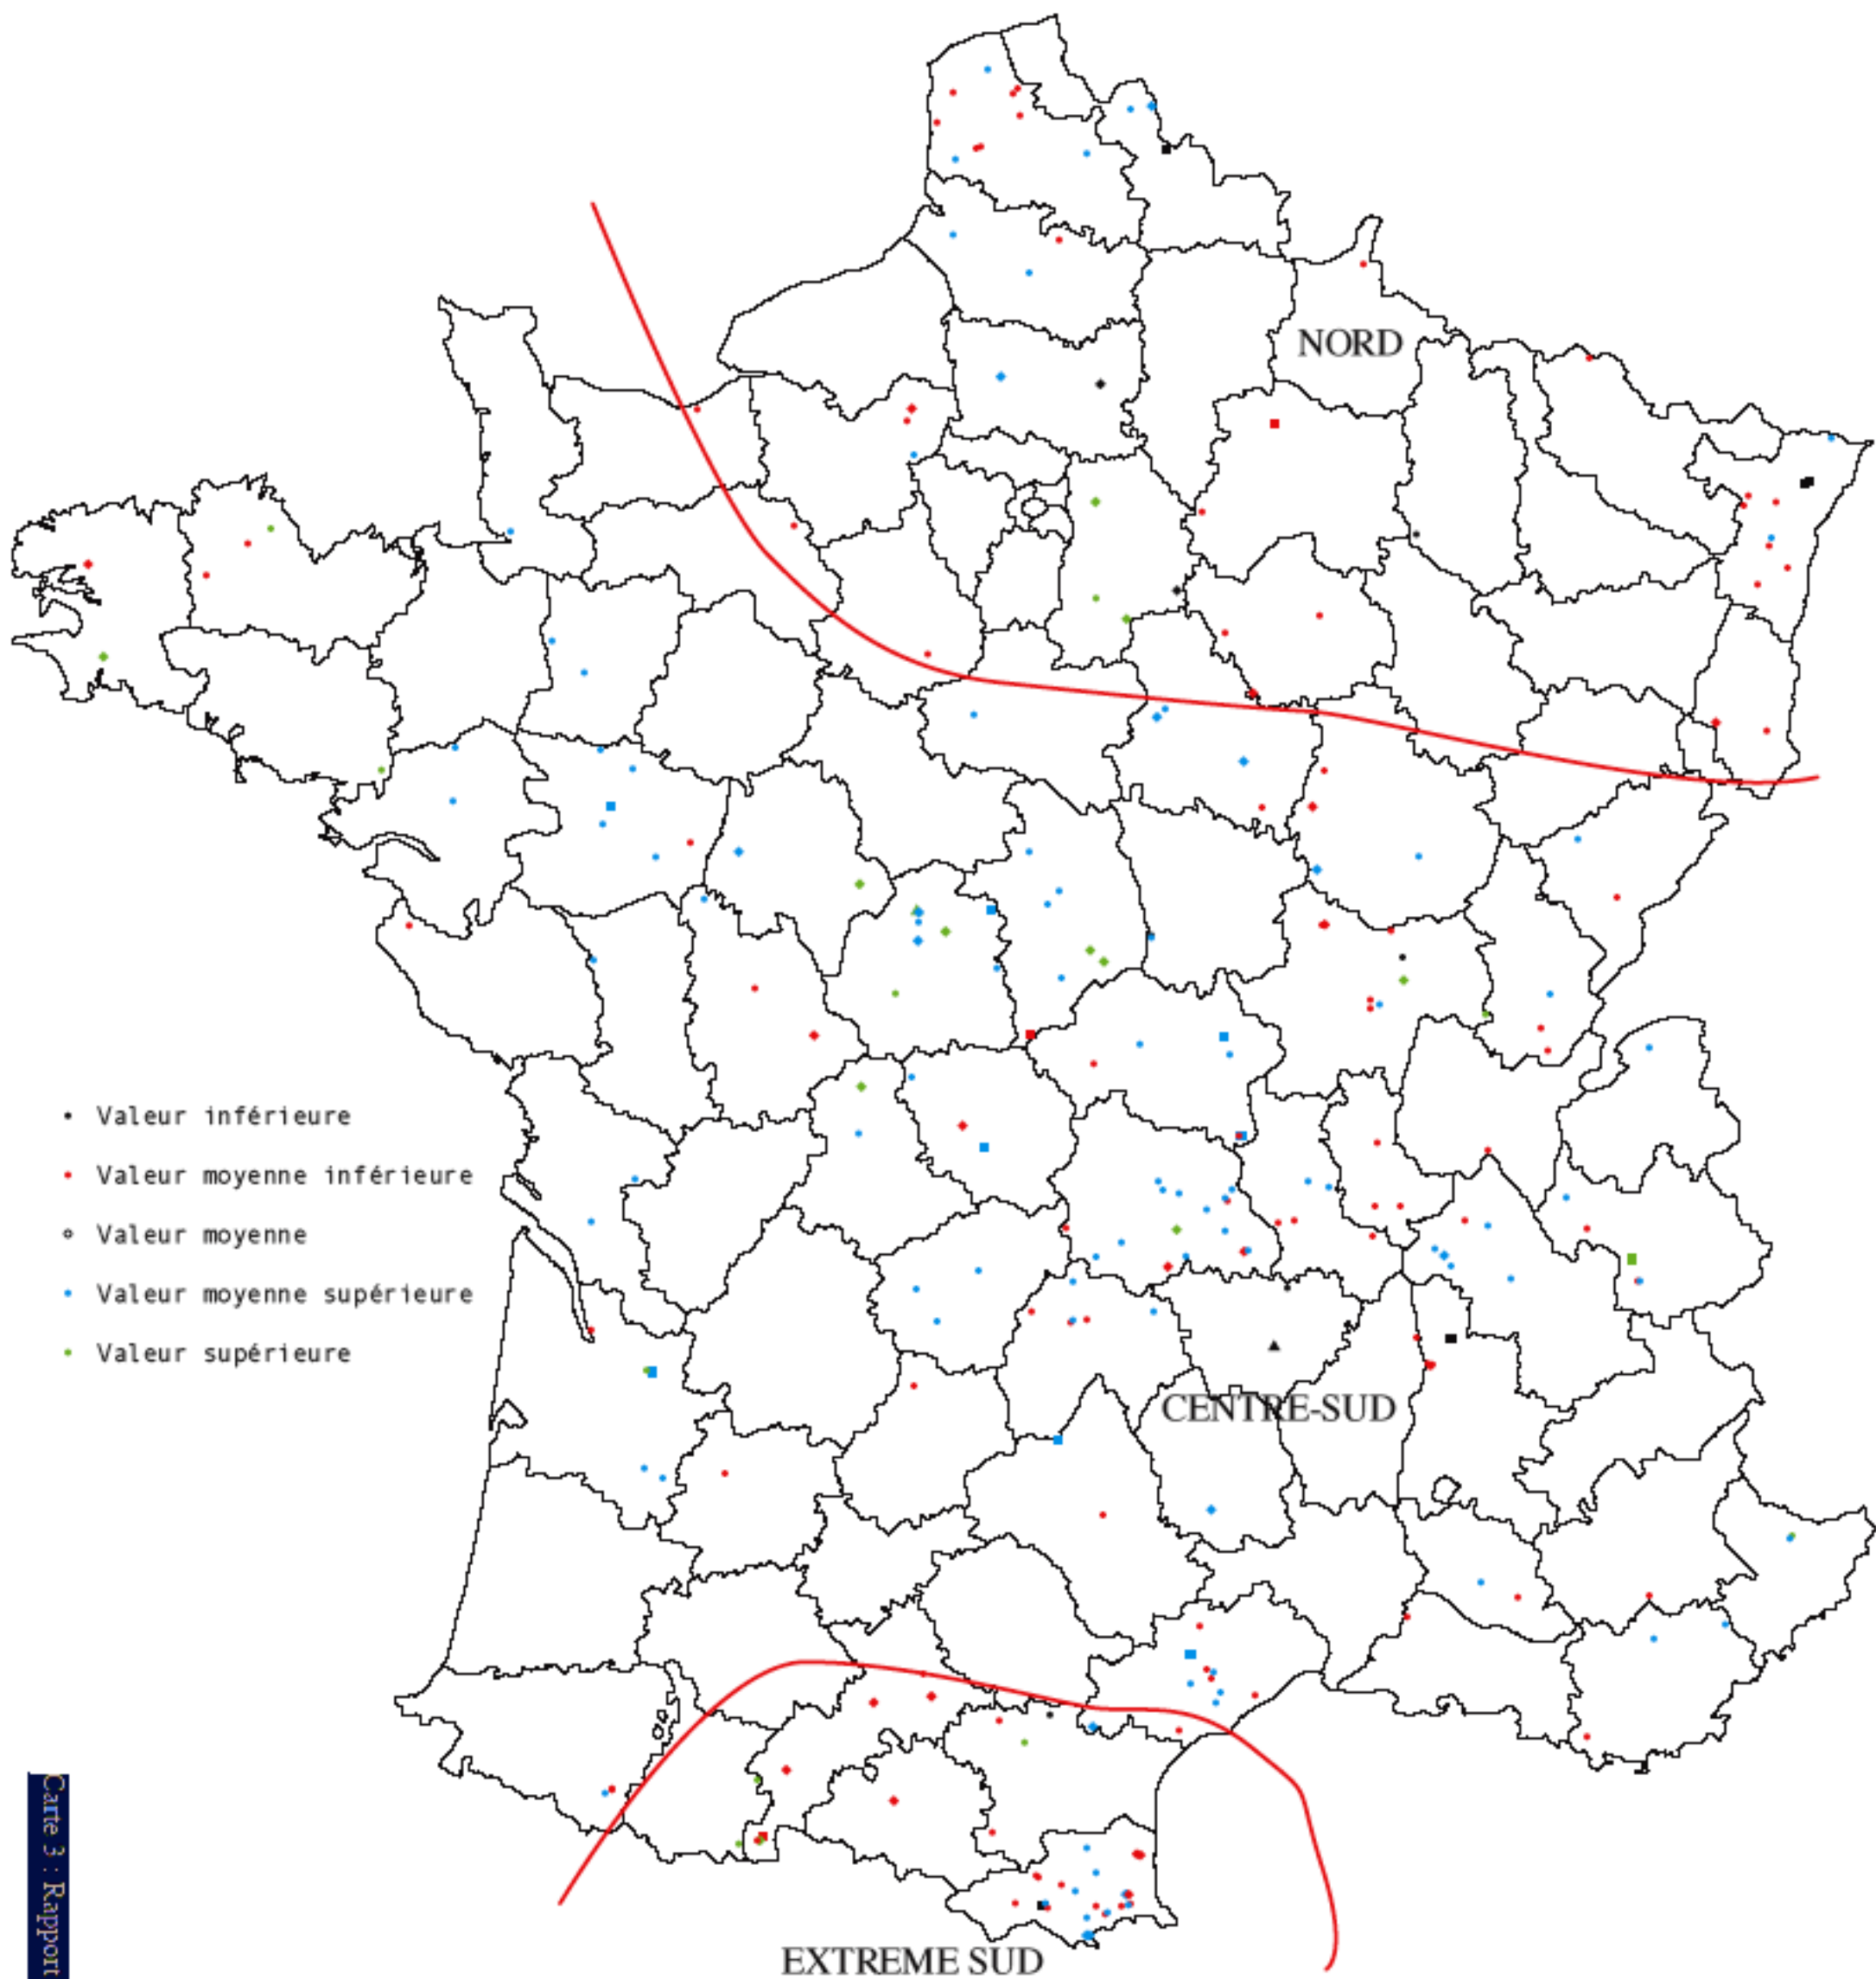 NORD
Valeur inférieure
Valeur moyenne inférieure
Valeur moyenne
Valeur moyenne supérieure
Valeur supérieure
CENTRE-SUD
EXTREME SUD
Carte 3 : Rapport